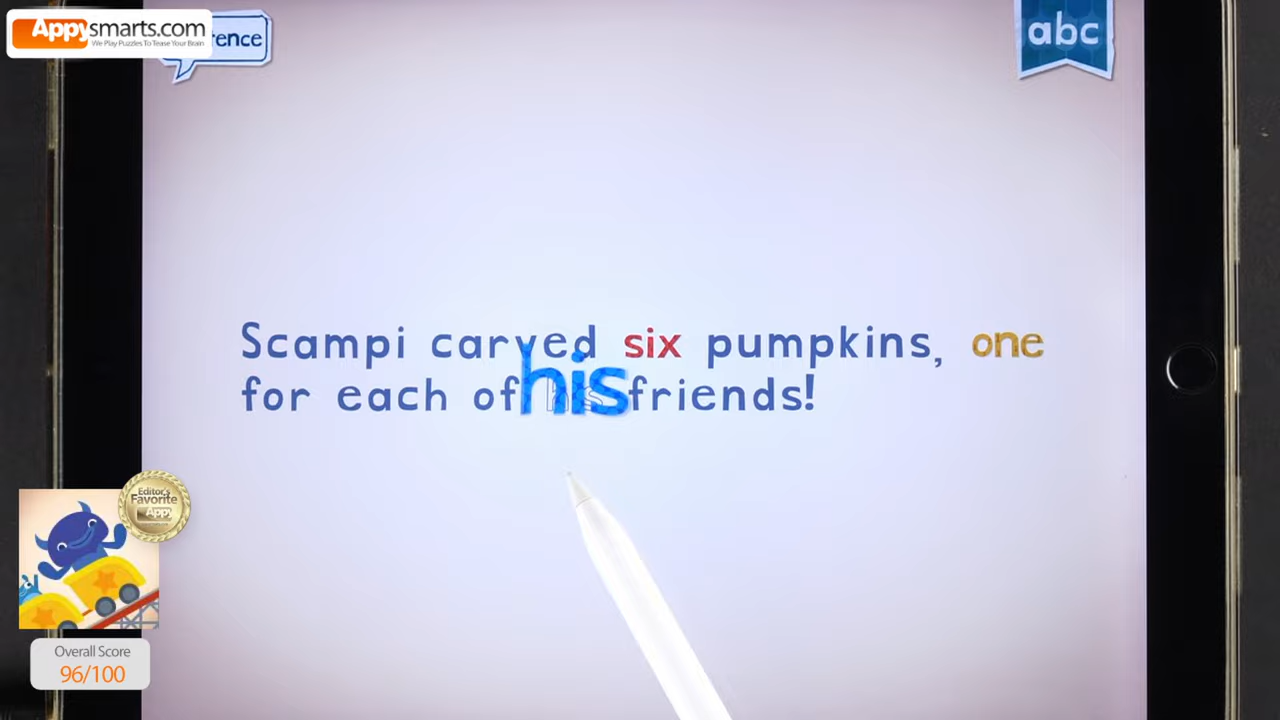 Appysmarts.com
We Play Puzzles To Tease Your Brain
rence
abc
Scampi carved six pumpkins, one
for each of his friends!
Editor's
Favorite
Appy
Overall Score
96/100